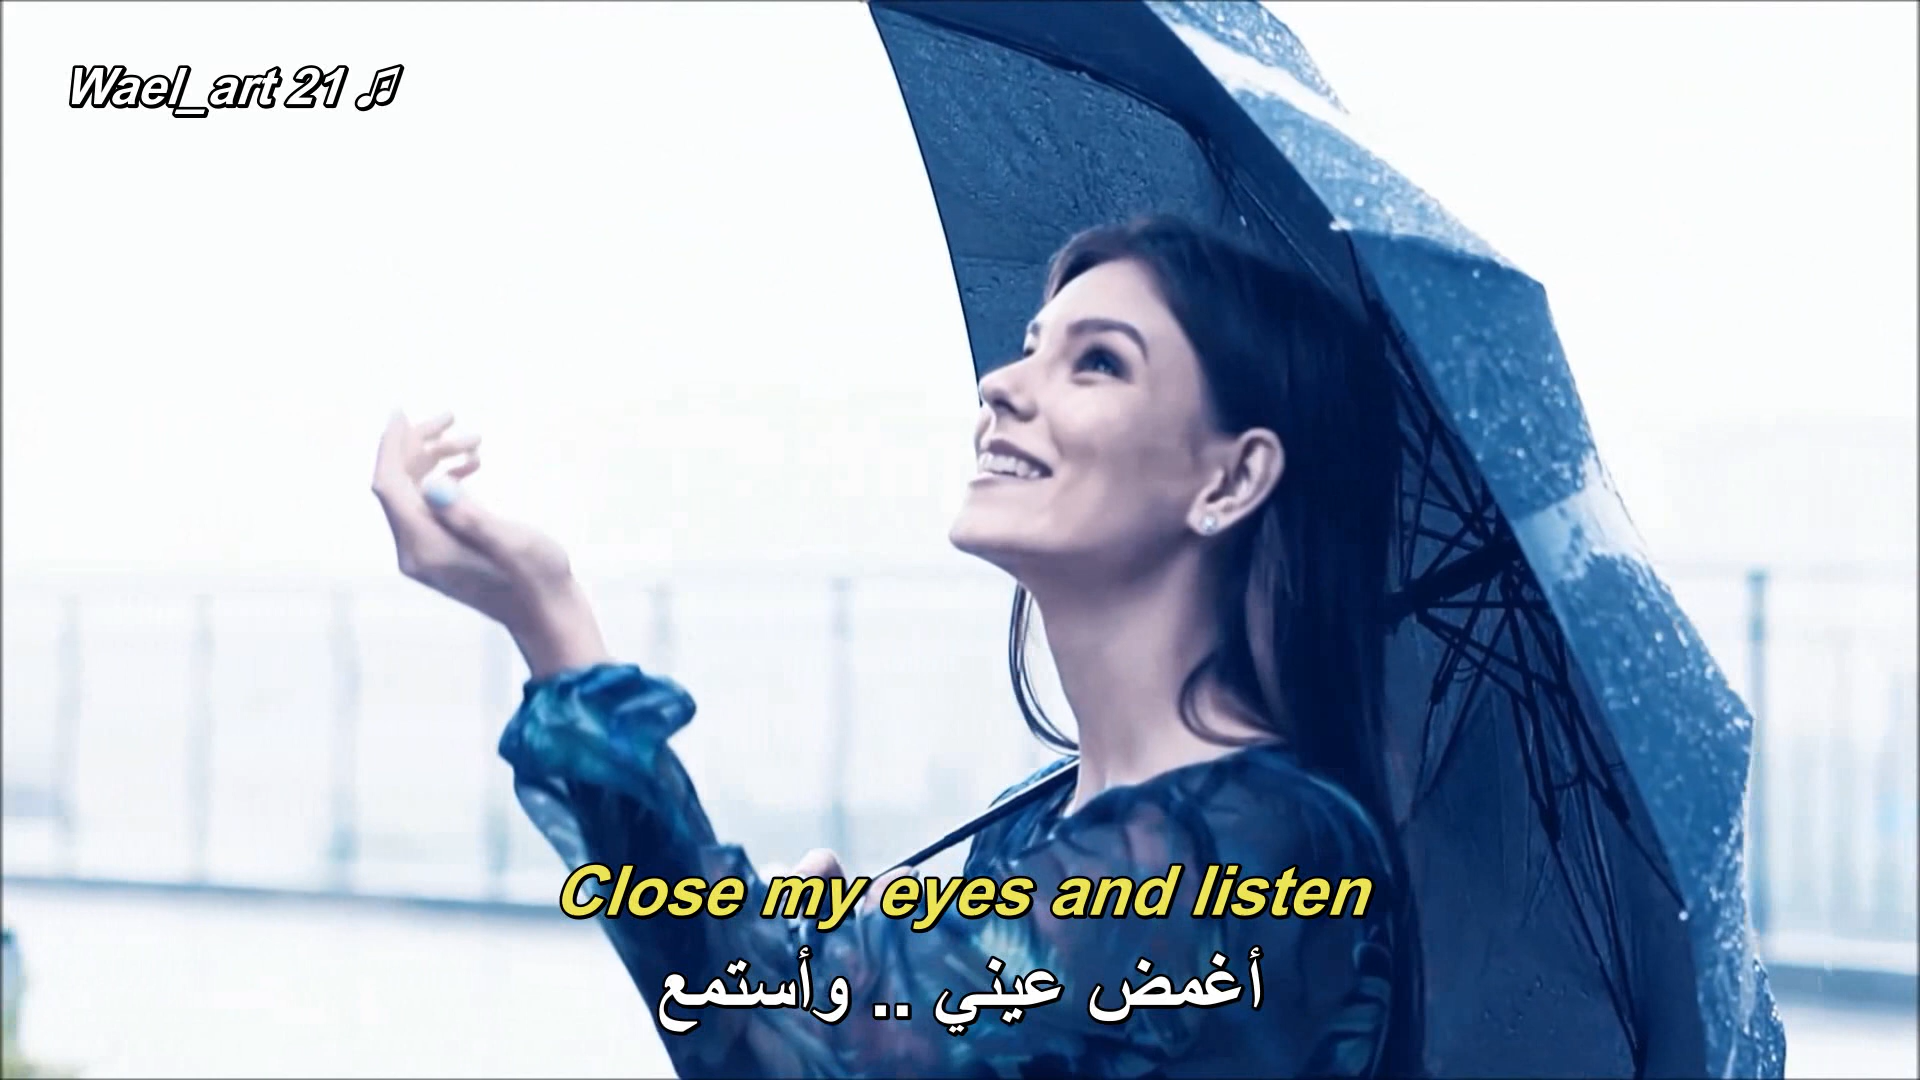 Wael_art 21 ♫
Close my eyes and listen
أغمض عيني .. وأستمع